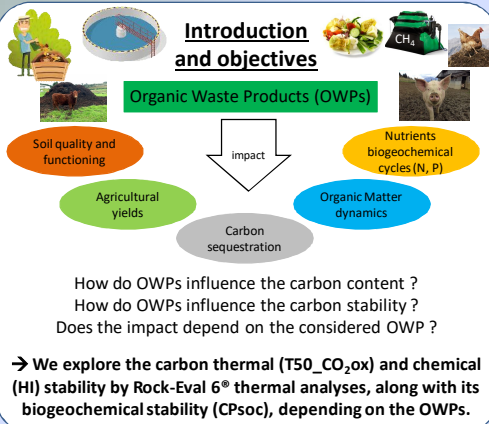 Introduction
and objectives
CH₄
Organic Waste Products (OWPs)
Soil quality and
functioning
impact
Nutrients
biogeochemical
cycles (N, P)
Agricultural
yields
Organic Matter
dynamics
Carbon
sequestration
How do OWPs influence the carbon content ?
How do OWPs influence the carbon stability ?
Does the impact depend on the considered OWP ?
→ We explore the carbon thermal (T50_CO₂ox) and chemical
(HI) stability by Rock-Eval 6® thermal analyses, along with its
biogeochemical stability (CPsoc), depending on the OWPs.